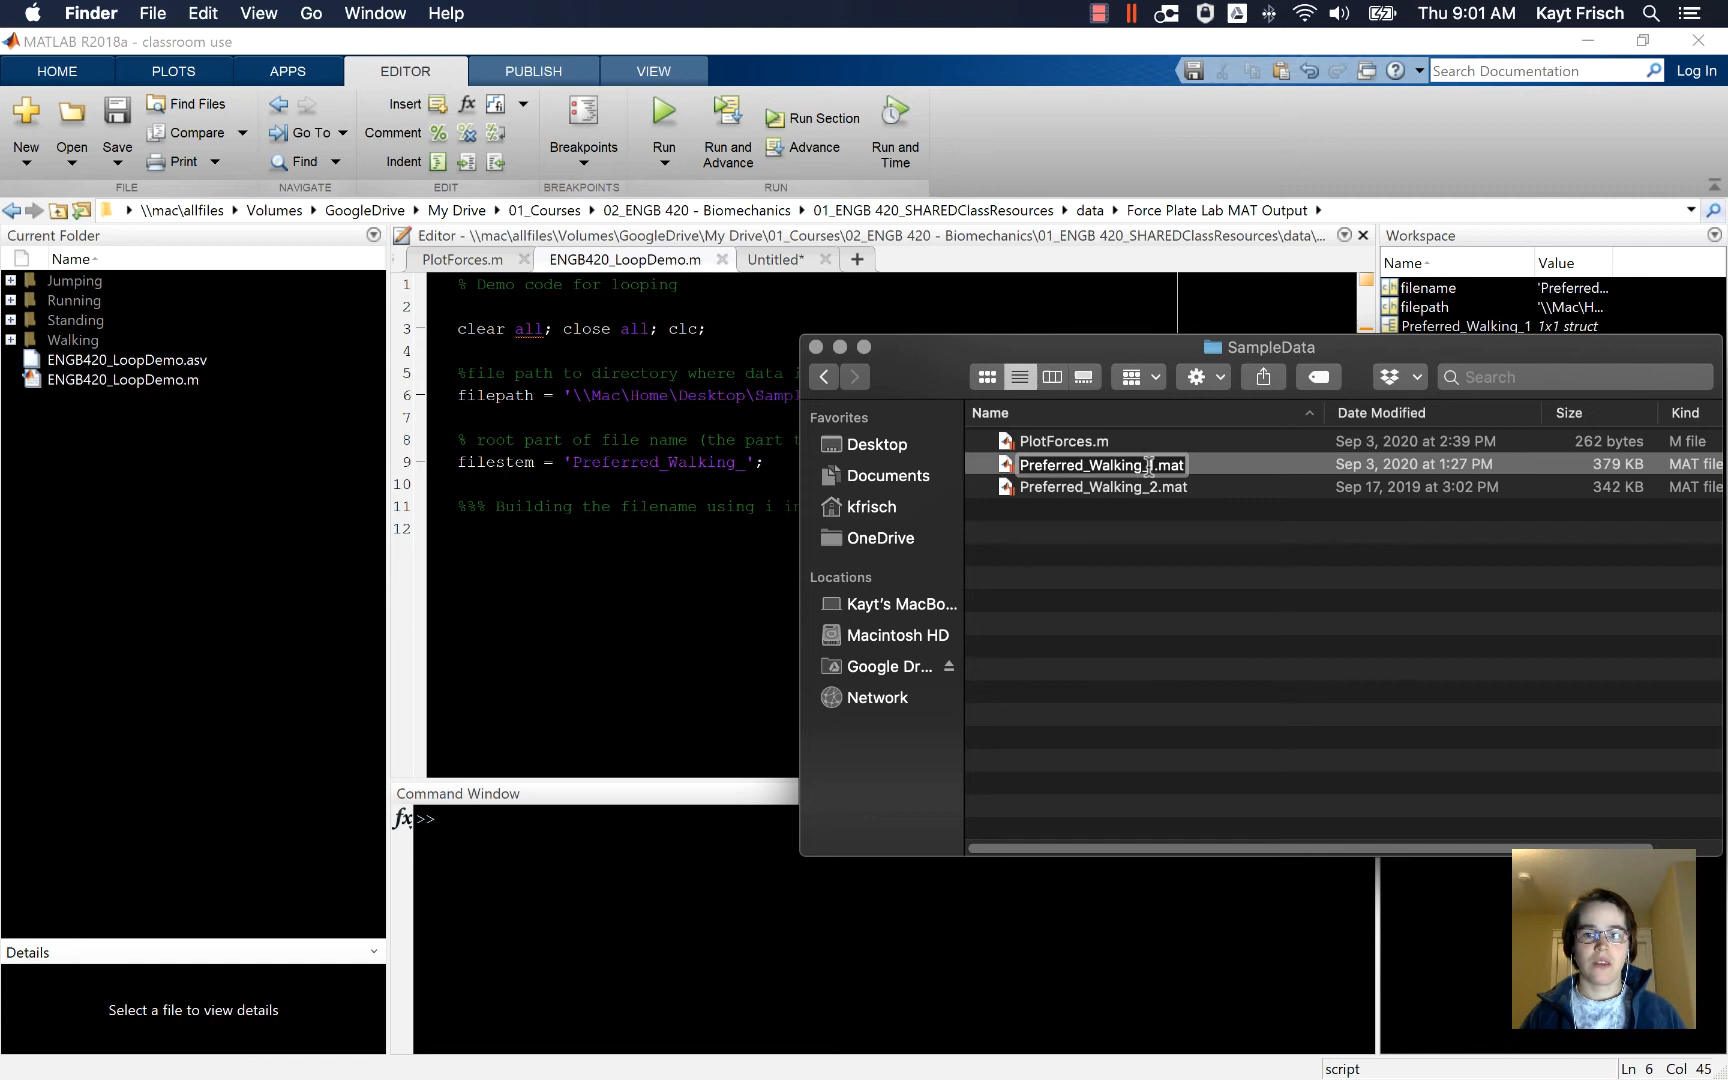 Finder File Edit View Go Window Help
Thu 9:01 AM Kayt Frisch
MATLAB R2018a - classroom use
HOME PLOTS APPS EDITOR PUBLISH VIEW
Search Documentation
Log In
New
Open
Save
Find Files
Compare
Print
FILE
Go To
Find
NAVIGATE
Insert
fx
Comment
Indent
EDIT
Breakpoints
BREAKPOINTS
Run
Run and Advance
Run Section
Advance
Run and Time
RUN
\\mac\allfiles Volumes GoogleDrive My Drive 01_Courses 02_ENGB 420 - Biomechanics 01_ENGB 420_SHAREDClassResources data Force Plate Lab MAT Output
Current Folder
Name
Jumping
Running
Standing
Walking
ENGB420_LoopDemo.asv
ENGB420_LoopDemo.m
Details
Select a file to view details
Editor - \\mac\allfiles\Volumes\GoogleDrive\My Drive\01_Courses\02_ENGB 420 - Biomechanics\01_ENGB 420_SHAREDClassResources\data\...
PlotForces.m ENGB420_LoopDemo.m Untitled*
1 % Demo code for looping
2
3 clear all; close all; clc;
4
5 %file path to directory where data i
6 filepath = '\\Mac\Home\Desktop\Sampl
7
8 % root part of file name (the part t
9 filestem = 'Preferred_Walking_';
10
11 %%% Building the filename using i in
12
Command Window
fx >>
Workspace
Name Value
filename 'Preferred...
filepath '\\Mac\H...
Preferred_Walking_1 1x1 struct
SampleData
Search
Favorites
Desktop
Documents
kfrisch
OneDrive
Locations
Kayt's MacBo...
Macintosh HD
Google Dr...
Network
Name Date Modified Size Kind
PlotForces.m Sep 3, 2020 at 2:39 PM 262 bytes M file
Preferred_Walking_1.mat Sep 3, 2020 at 1:27 PM 379 KB MAT file
Preferred_Walking_2.mat Sep 17, 2019 at 3:02 PM 342 KB MAT file
script
Ln 6 Col 45